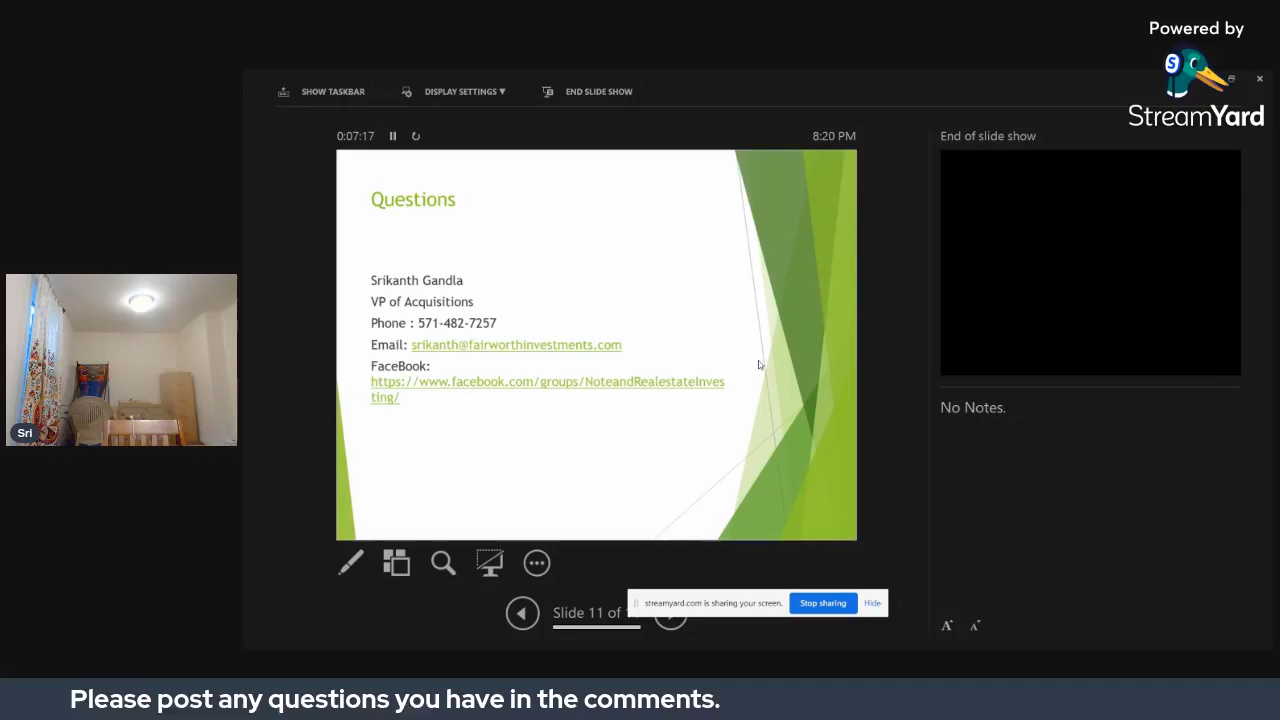 Powered by
StreamYard
SHOW TASKBAR
DISPLAY SETTINGS ▼
END SLIDE SHOW
0:07:17
8:20 PM
End of slide show
Questions
Srikanth Gandla
VP of Acquisitions
Phone : 571-482-7257
Email: srikanth@fairworthinvestments.com
FaceBook:
https://www.facebook.com/groups/NoteandRealestateInves
ting/
Sri
No Notes.
streamyard.com is sharing your screen.
Stop sharing
Hide
Slide 11 of
A A
Please post any questions you have in the comments.